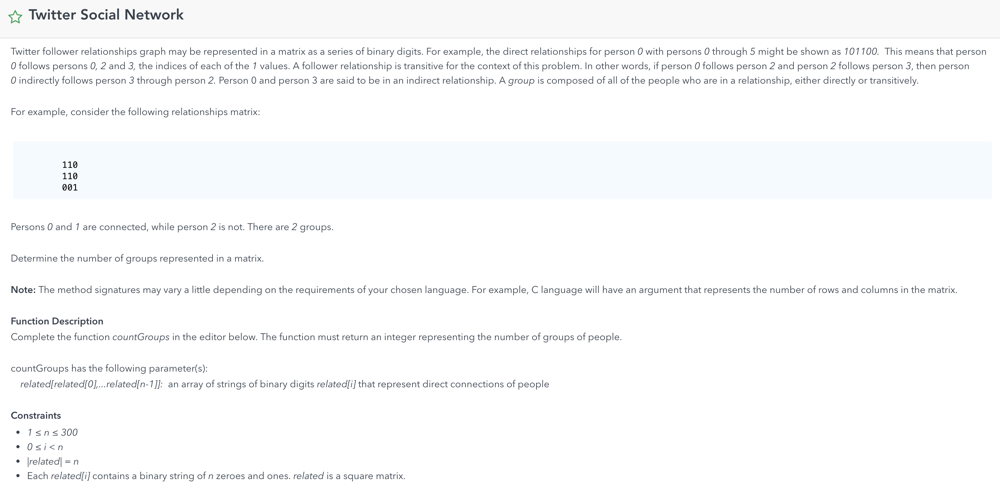 Twitter Social Network
Twitter follower relationships graph may be represented in a matrix as a series of binary digits. For example, the direct relationships for person 0 with persons 0 through 5 might be shown as 101100. This means that person
0 follows persons 0, 2 and 3, the indices of each of the 1 values. A follower relationship is transitive for the context of this problem. In other words, if person 0 follows person 2 and person 2 follows person 3, then person
0 indirectly follows person 3 through person 2. Person 0 and person 3 are said to be in an indirect relationship. A group is composed of all of the people who are in a relationship, either directly or transitively.
For example, consider the following relationships matrix:
110
110
001
Persons 0 and 1 are connected, while person 2 is not. There are 2 groups.
Determine the number of groups represented in a matrix.
Note: The method signatures may vary a little depending on the requirements of your chosen language. For example, C language will have an argument that represents the number of rows and columns in the matrix.
Function Description
Complete the function countGroups in the editor below. The function must return an integer representing the number of groups of people.
countGroups has the following parameter(s):
related[related[0],...related[n-1]]: an array of strings of binary digits related[i] that represent direct connections of people
Constraints
• 1 ≤ n ≤ 300
• 0 ≤ i < n
• |related| = n
• Each related[i] contains a binary string of n zeroes and ones. related is a square matrix.